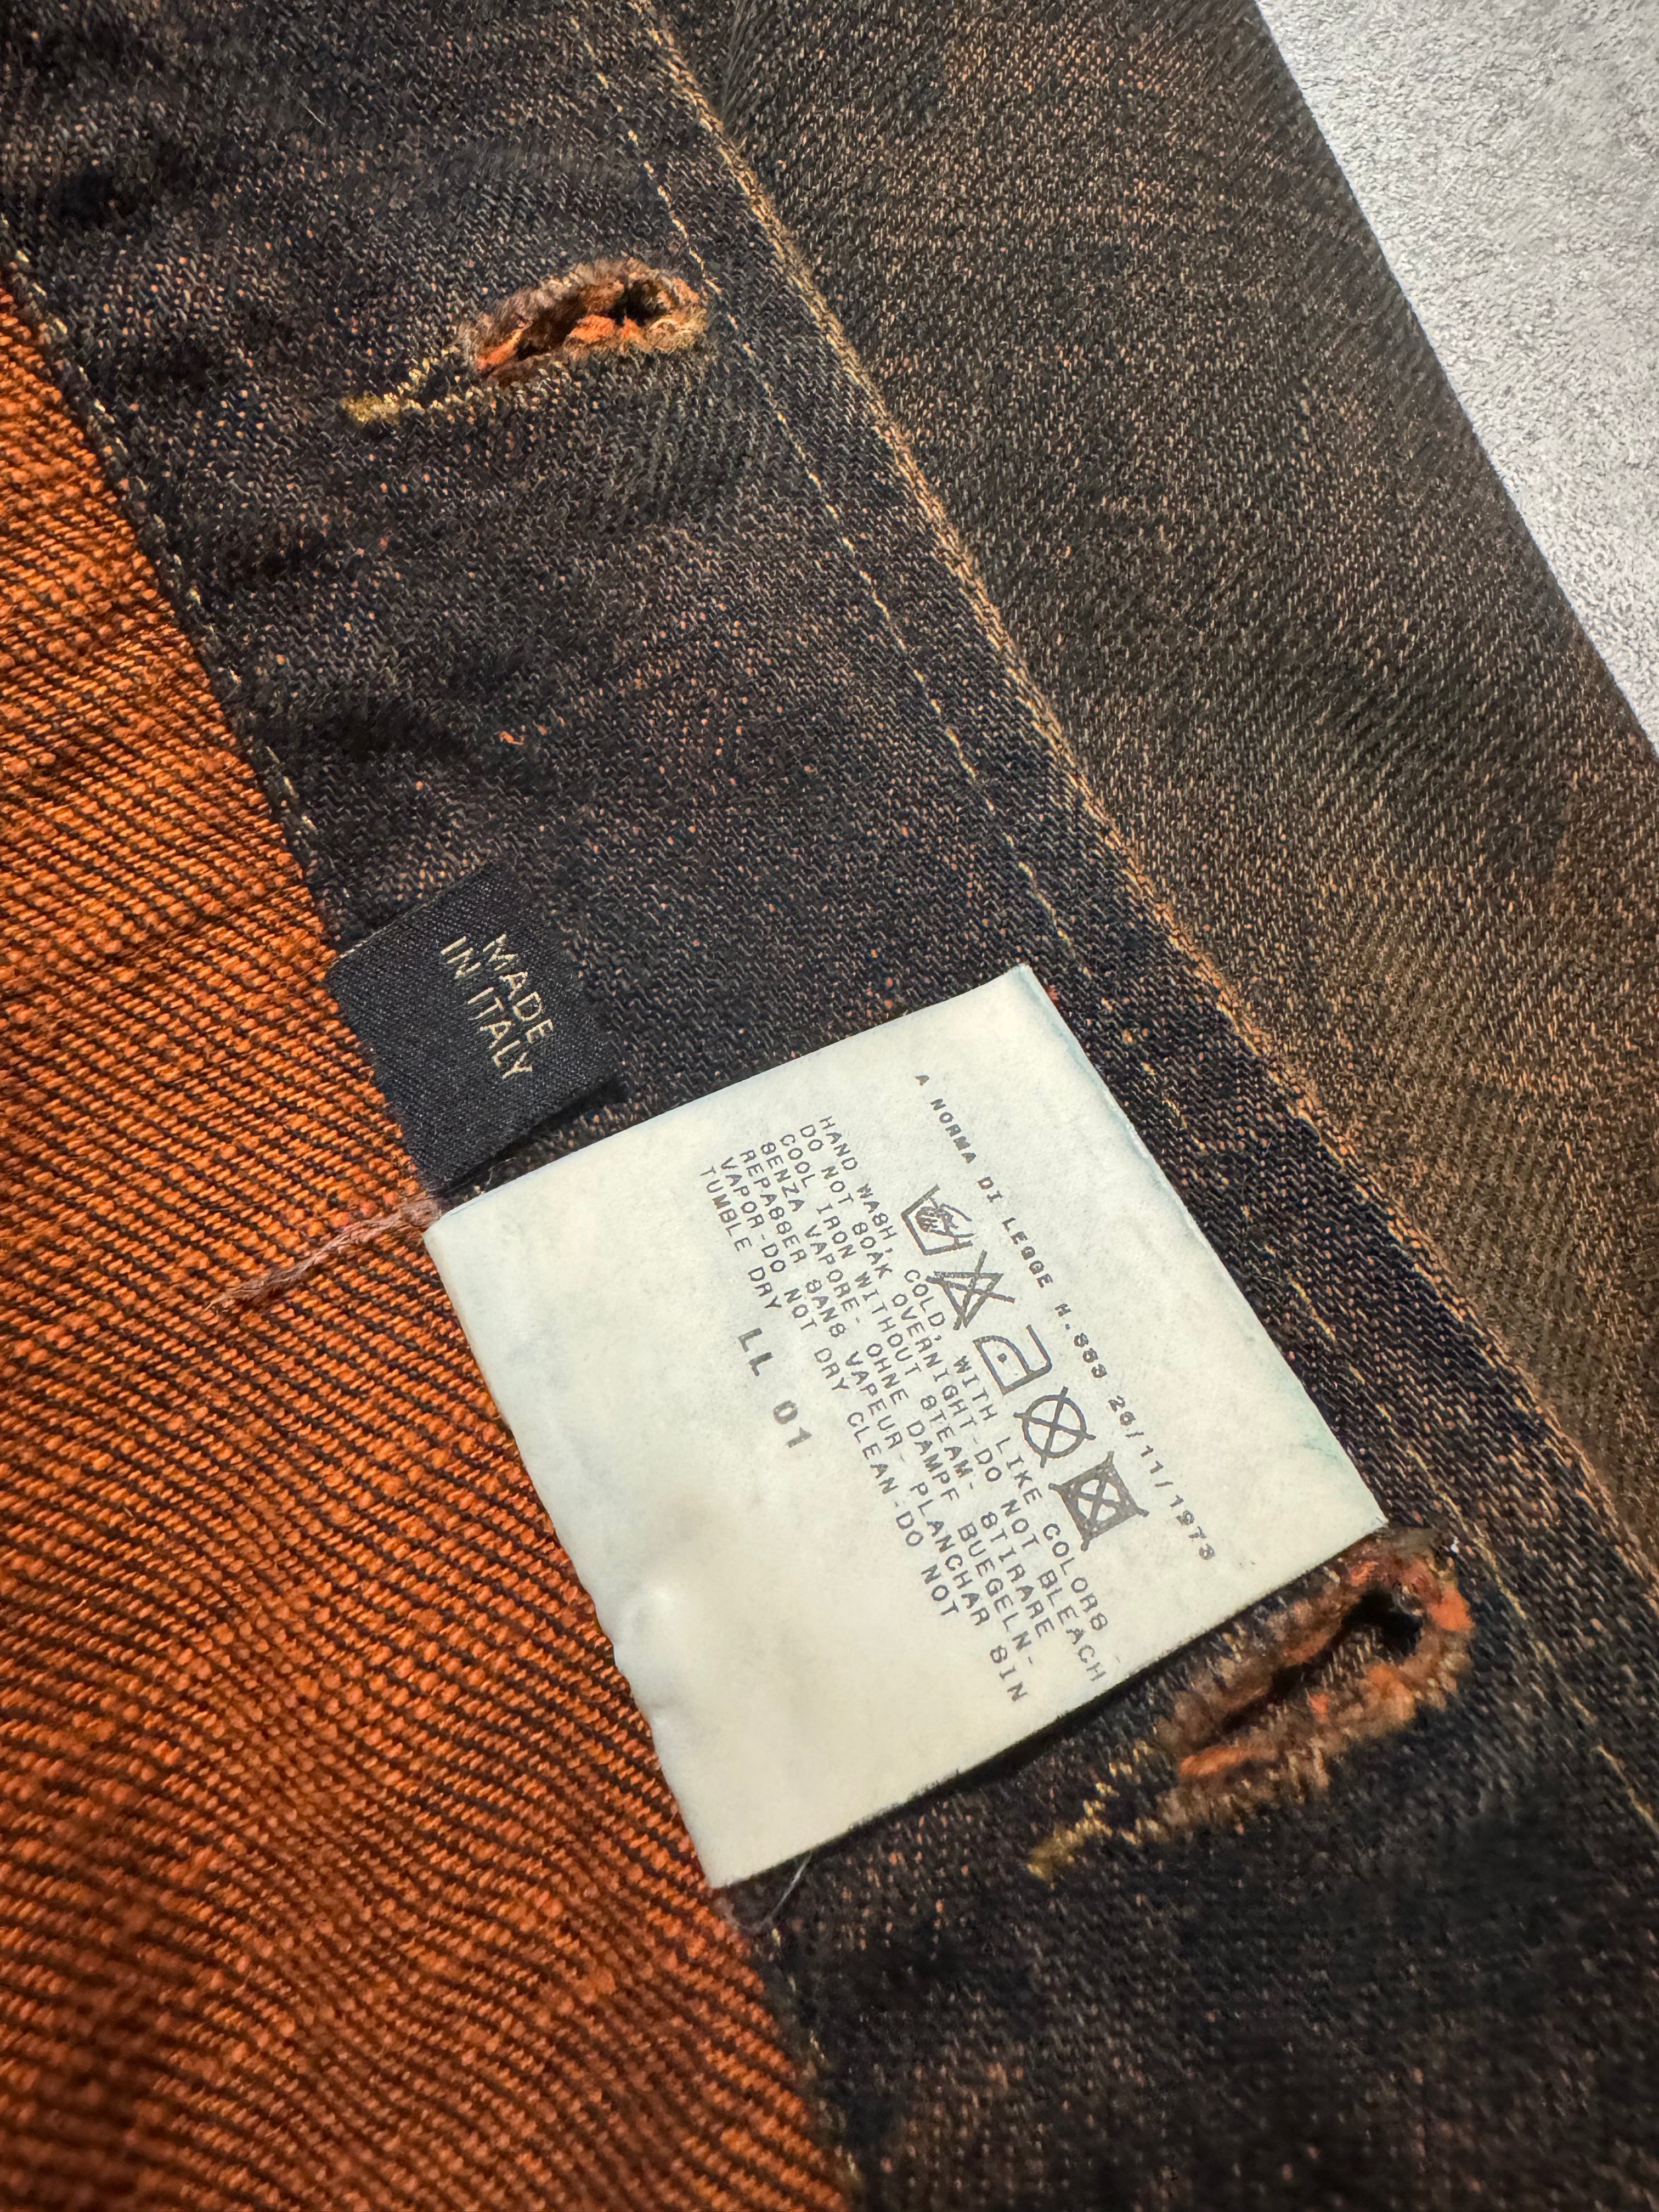 MADE
IN ITALY
A NORMA DI LEGGE N.883 26/11/1973
HAND WASH, COLD, WITH LIKE COLORS-
DO NOT SOAK OVERNIGHT-DO NOT BLEACH
COOL IRON WITHOUT STEAM- STIRARE
SENZA VAPORE- OHNE DAMPF BUEGELN-
REPASSER SANS VAPEUR- PLANCHAR SIN
VAPOR-DO NOT DRY CLEAN-DO NOT
TUMBLE DRY
LL 01